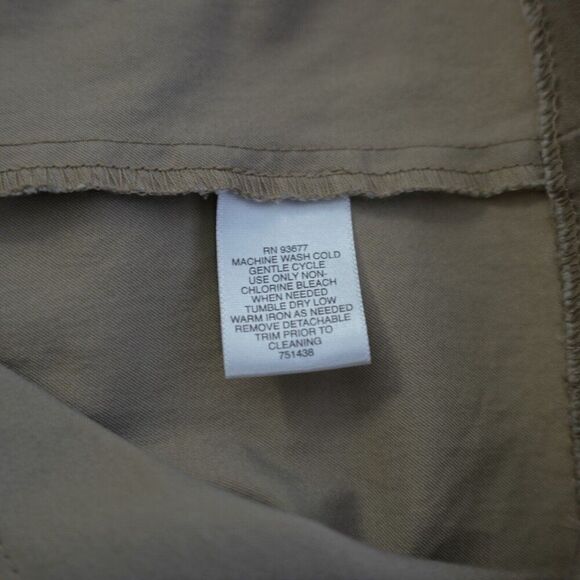 RN 93677
MACHINE WASH COLD
GENTLE CYCLE
USE ONLY NON-
CHLORINE BLEACH
WHEN NEEDED
TUMBLE DRY LOW
WARM IRON AS NEEDED
REMOVE DETACHABLE
TRIM PRIOR TO
CLEANING
751438